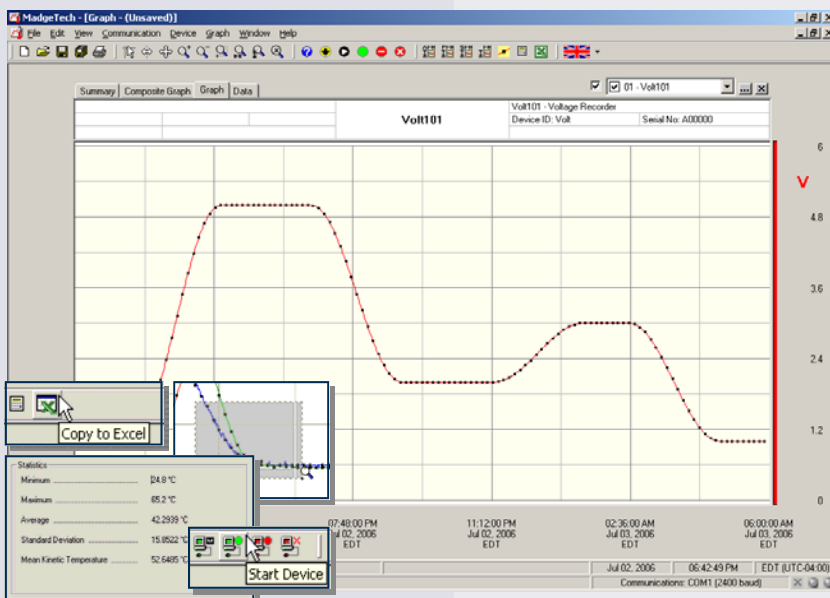 MadgeTech - [Graph - (Unsaved)]
File Edit View Communication Device Graph Window Help
Summary Composite Graph Graph Data
01 - Volt101
Volt101
Volt101 - Voltage Recorder
Device ID: Volt
Serial No: A00000
6
V
4.8
3.6
2.4
1.2
0
Copy to Excel
Statistics
Minimum 24.8 °C
Maximum 65.2 °C
Average 42.2939 °C
Standard Deviation 15.8522 °C
Mean Kinetic Temperature 52.6485 °C
Start Device
07:48:00 PM
Jul 02, 2006
EDT
11:12:00 PM
Jul 02, 2006
EDT
02:36:00 AM
Jul 03, 2006
EDT
06:00:00 AM
Jul 03, 2006
EDT
Jul 02, 2006 06:42:49 PM EDT (UTC-04:00)
Communications: COM1 (2400 baud)